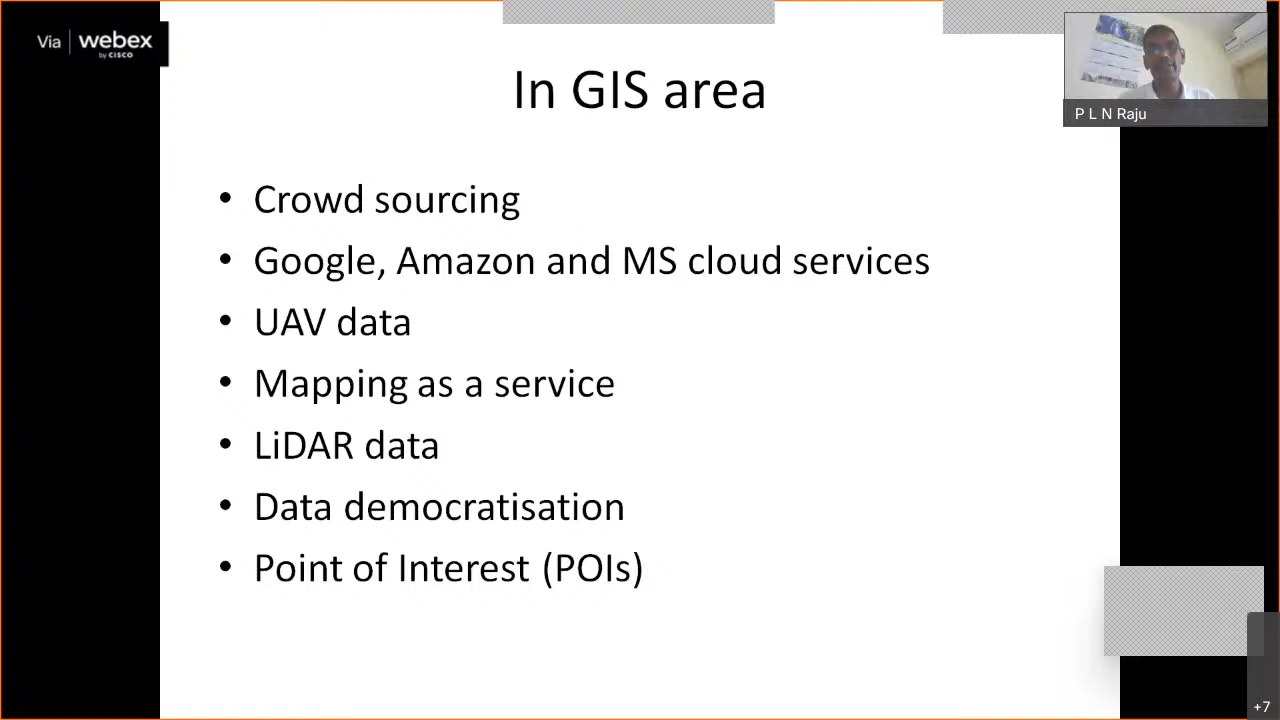 Via webex
by CISCO
In GIS area
P L N Raju
• Crowd sourcing
• Google, Amazon and MS cloud services
• UAV data
• Mapping as a service
• LiDAR data
• Data democratisation
• Point of Interest (POIs)
+7